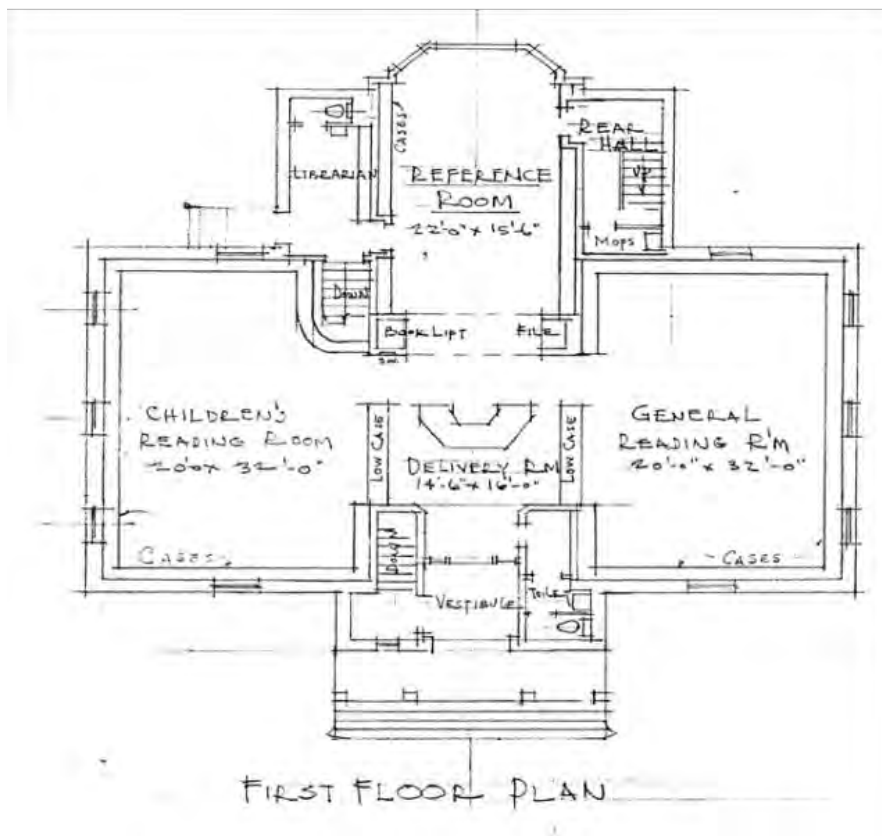 CASES
REAR
HALL
LIBRARIAN
REFERENCE
ROOM
22'-0" x 15'-6"
UP
MOPS
DOWN
BOOK LIFT
FILE
SW.
CHILDREN'S
READING ROOM
20'0 x 32'-0"
LOW CASE
DELIVERY RM
14'-6" x 16'-0"
LOW CASE
GENERAL
READING R'M
20'-0" x 32'-0"
CASES
DOWN
VESTIBULE
TOILET
CASES
FIRST FLOOR PLAN